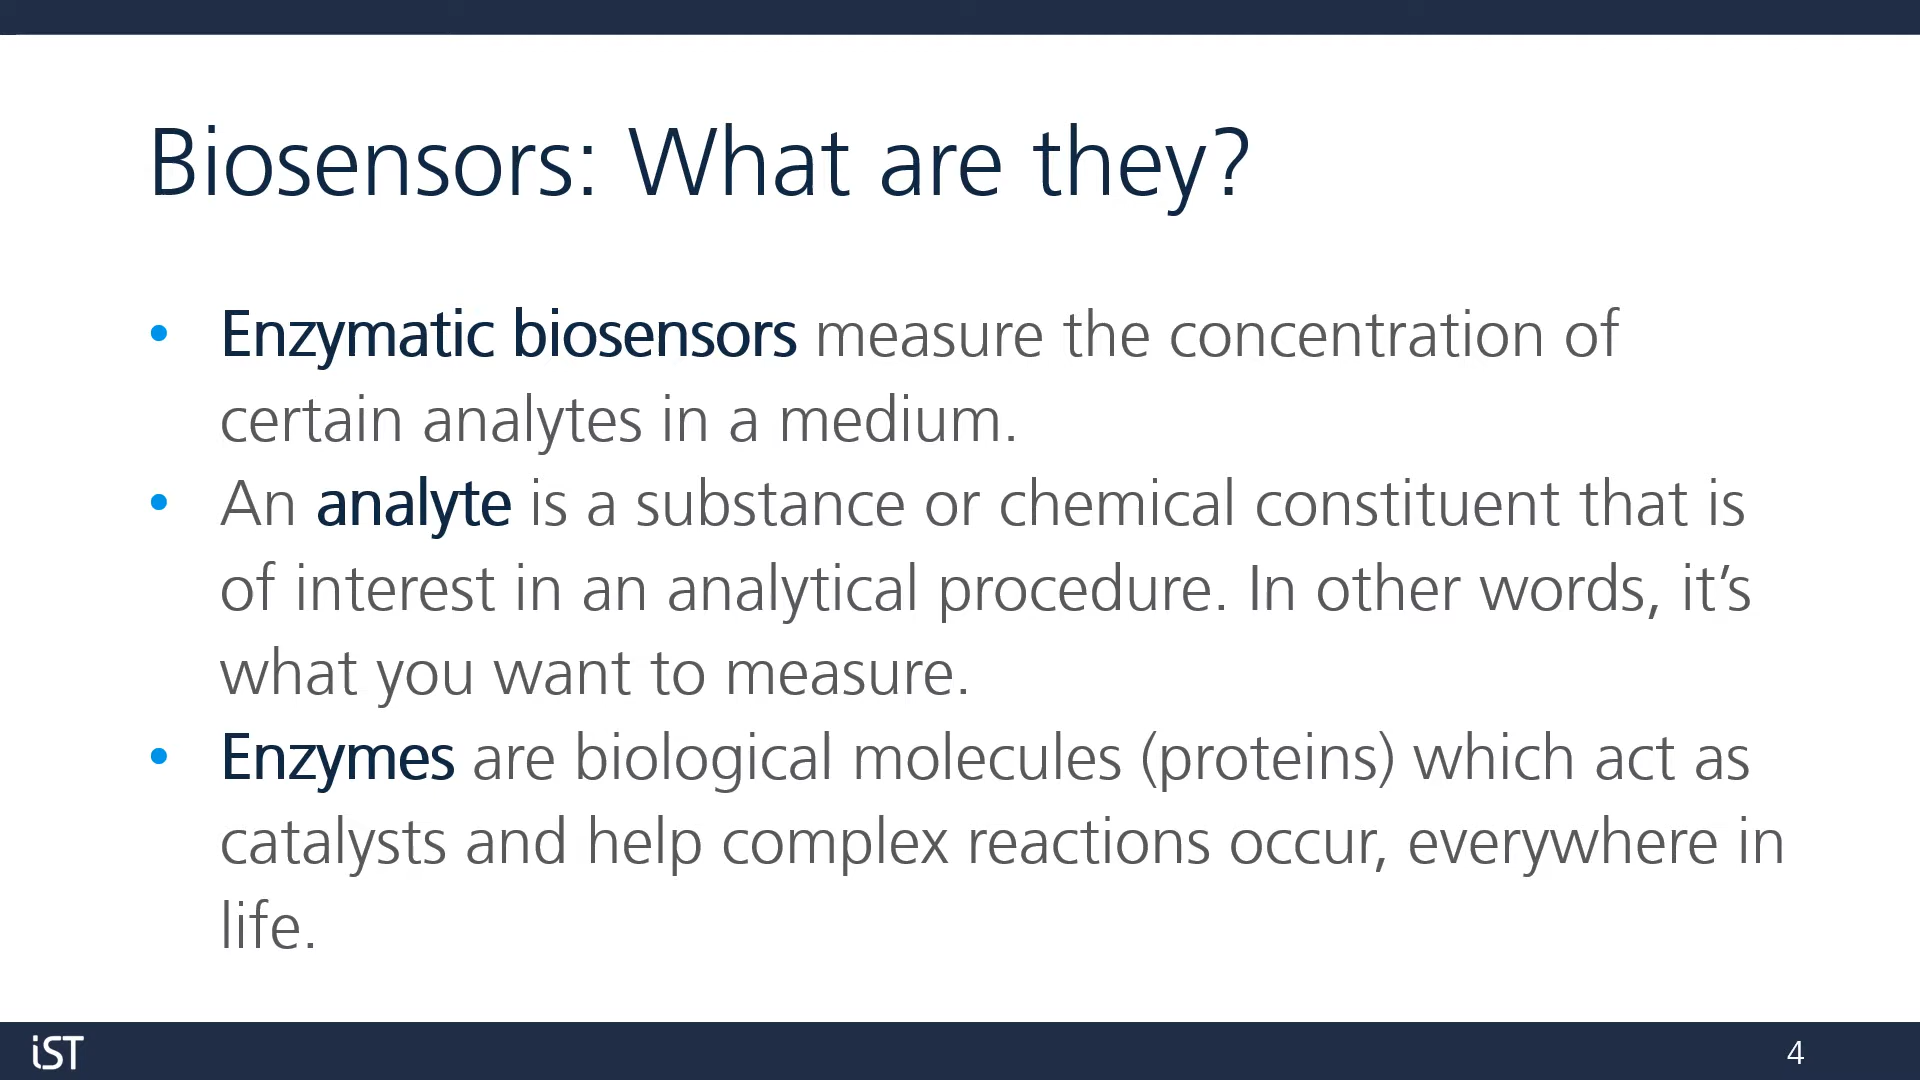 Biosensors: What are they?
• Enzymatic biosensors measure the concentration of
certain analytes in a medium.
• An analyte is a substance or chemical constituent that is
of interest in an analytical procedure. In other words, it’s
what you want to measure.
• Enzymes are biological molecules (proteins) which act as
catalysts and help complex reactions occur, everywhere in
life.
iST
4